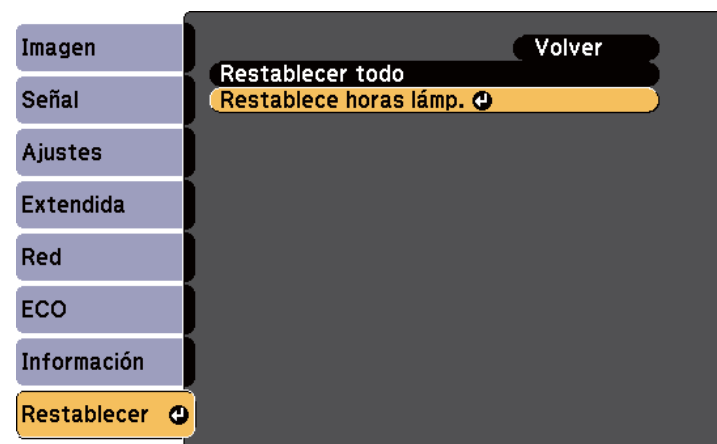 Imagen
Señal
Ajustes
Extendida
Red
ECO
Información
Restablecer
Volver
Restablecer todo
Restablece horas lámp.